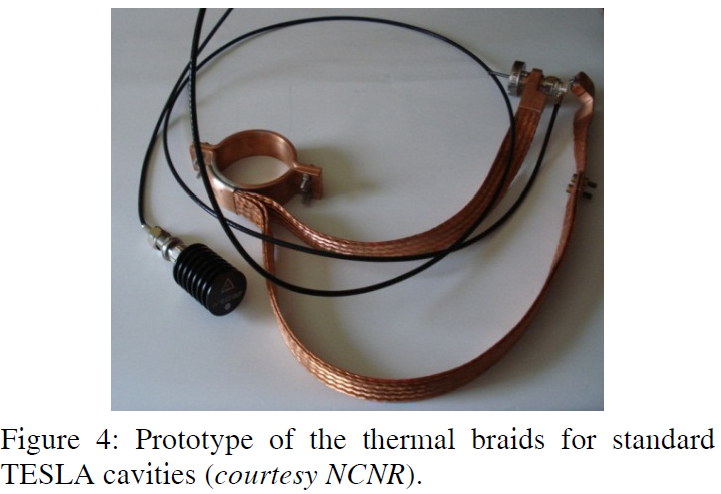 Figure 4: Prototype of the thermal braids for standard
TESLA cavities (courtesy NCNR).